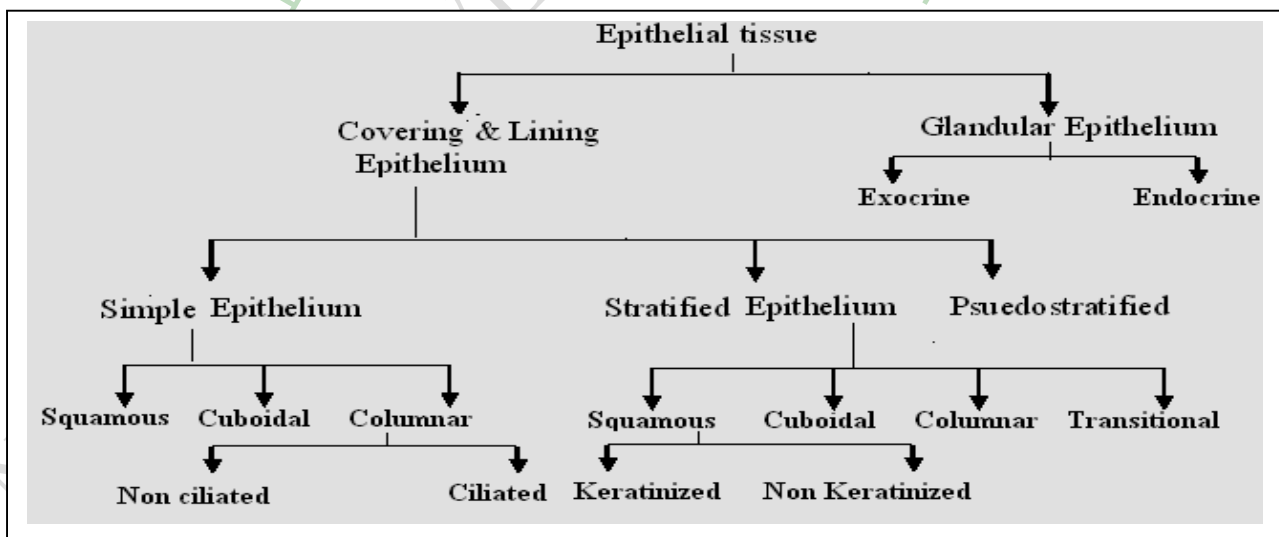 Epithelial tissue
Covering & Lining
Epithelium
Glandular Epithelium
Exocrine
Endocrine
Simple Epithelium
Stratified Epithelium
Psuedostratified
Squamous
Cuboidal
Columnar
Squamous
Cuboidal
Columnar
Transitional
Non ciliated
Ciliated
Keratinized
Non Keratinized